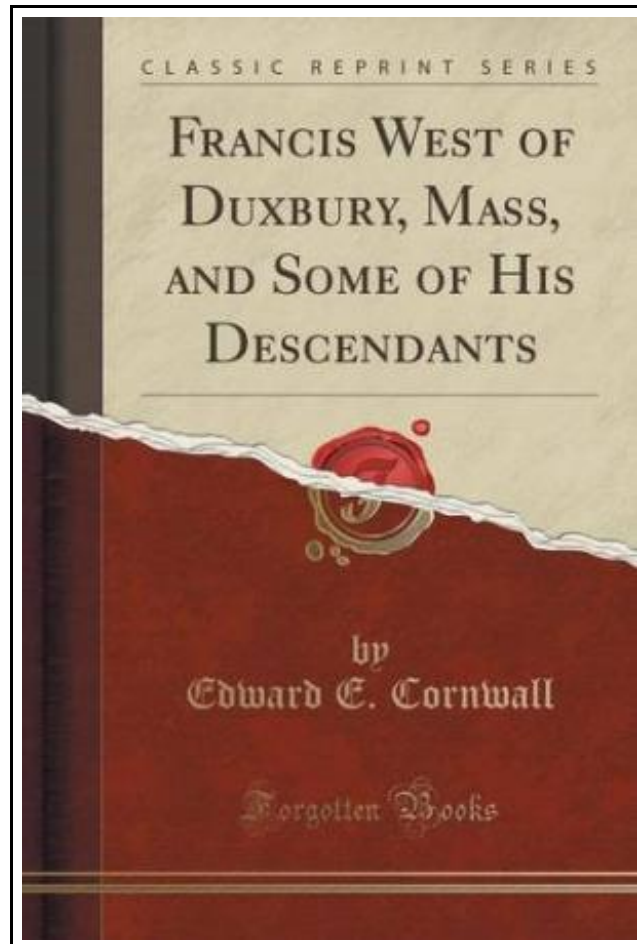 CLASSIC REPRINT SERIES
FRANCIS WEST OF
DUXBURY, MASS,
AND SOME OF HIS
DESCENDANTS
F
by
Edward E. Cornwall
Forgotten Books